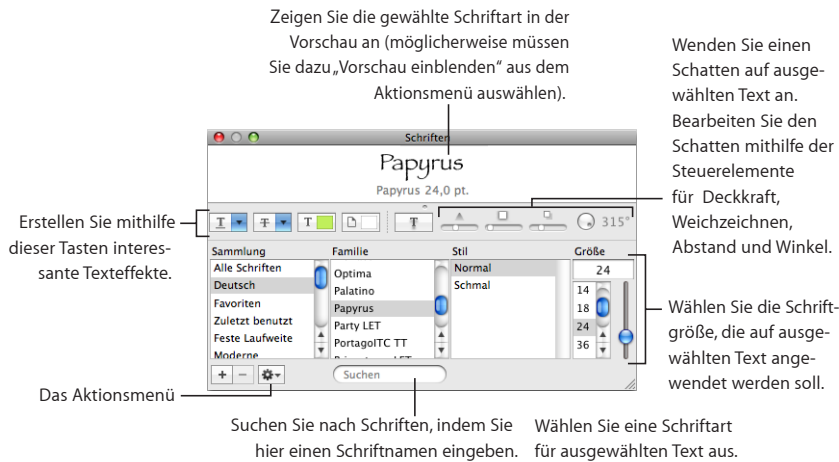 Zeigen Sie die gewählte Schriftart in der
Vorschau an (möglicherweise müssen
Sie dazu „Vorschau einblenden“ aus dem
Aktionsmenü auswählen).
Wenden Sie einen
Schatten auf ausge-
wählten Text an.
Bearbeiten Sie den
Schatten mithilfe der
Steuerelemente
für Deckkraft,
Weichzeichnen,
Abstand und Winkel.
Schriften
Papyrus
Papyrus 24,0 pt.
Erstellen Sie mithilfe
dieser Tasten interes-
sante Texteffekte.
T T T T 315°
Sammlung Familie Stil Größe
Alle Schriften
Deutsch
Favoriten
Zuletzt benutzt
Feste Laufweite
Moderne
Optima
Palatino
Papyrus
Party LET
PortagoITC TT
Normal
Schmal
24
14
18
24
36
Wählen Sie die Schrift-
größe, die auf ausge-
wählten Text ange-
wendet werden soll.
Suchen
Das Aktionsmenü
Suchen Sie nach Schriften, indem Sie
hier einen Schriftnamen eingeben.
Wählen Sie eine Schriftart
für ausgewählten Text aus.